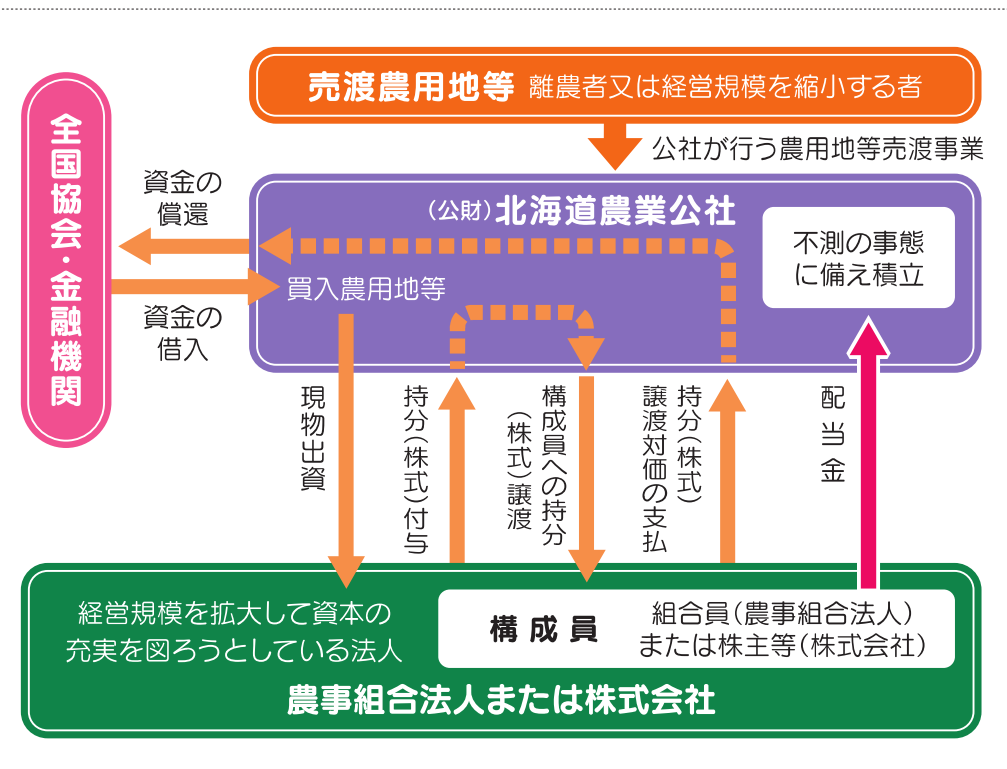 売渡農用地等 離農者又は経営規模を縮小する者
公社が行う農用地等売渡事業
全国協会・金融機関
資金の
償還
資金の
借入
(公財)北海道農業公社
不測の事態
に備え積立
買入農用地等
現物出資
持分(株式)付与
構成員への持分
(株式)譲渡
持分(株式)
譲渡対価の支払
配当金
経営規模を拡大して資本の
充実を図ろうとしている法人
構成員
組合員(農事組合法人)
または株主等(株式会社)
農事組合法人または株式会社